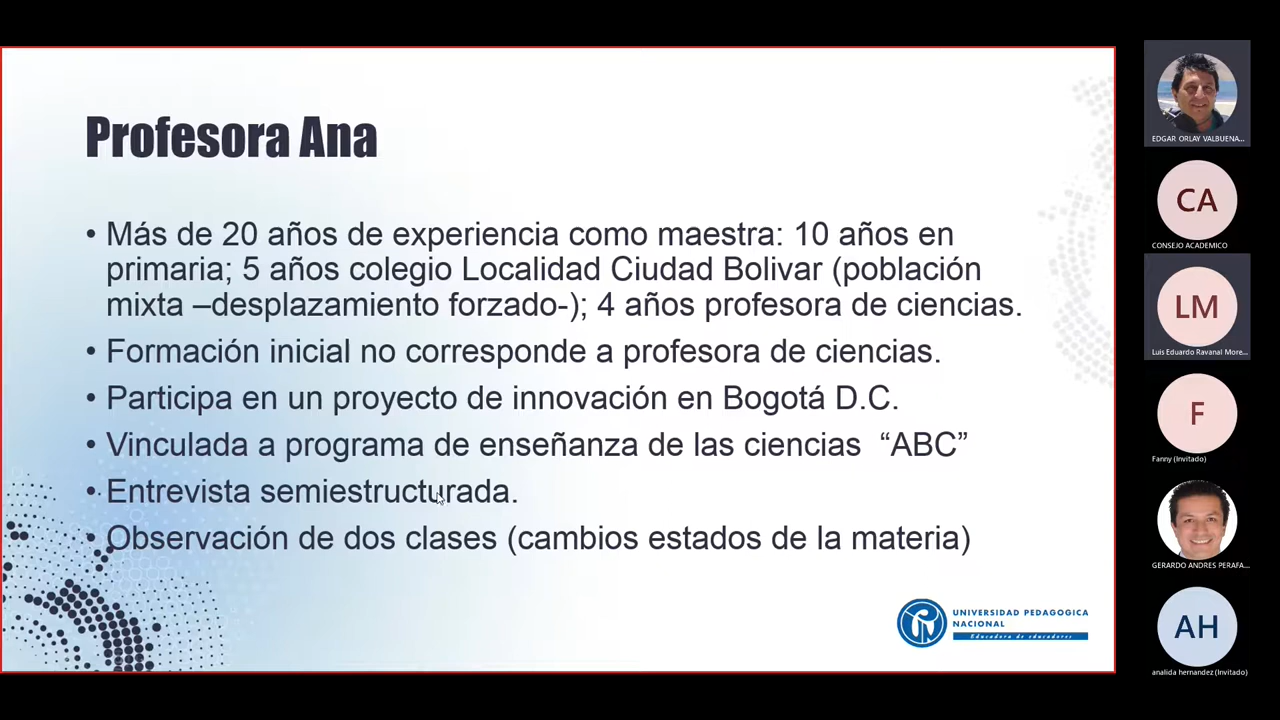 Profesora Ana
• Más de 20 años de experiencia como maestra: 10 años en
primaria; 5 años colegio Localidad Ciudad Bolivar (población
mixta –desplazamiento forzado-); 4 años profesora de ciencias.
• Formación inicial no corresponde a profesora de ciencias.
• Participa en un proyecto de innovación en Bogotá D.C.
• Vinculada a programa de enseñanza de las ciencias “ABC”
• Entrevista semiestructurada.
• Observación de dos clases (cambios estados de la materia)
UNIVERSIDAD PEDAGOGICA
NACIONAL
Educadora de educadores
EDGAR ORLAY VALBUENA...
CA
CONSEJO ACADEMICO
LM
Luis Eduardo Ravanal More...
F
Fanny (Invitado)
GERARDO ANDRES PERAFA...
AH
analida hernandez (Invitado)